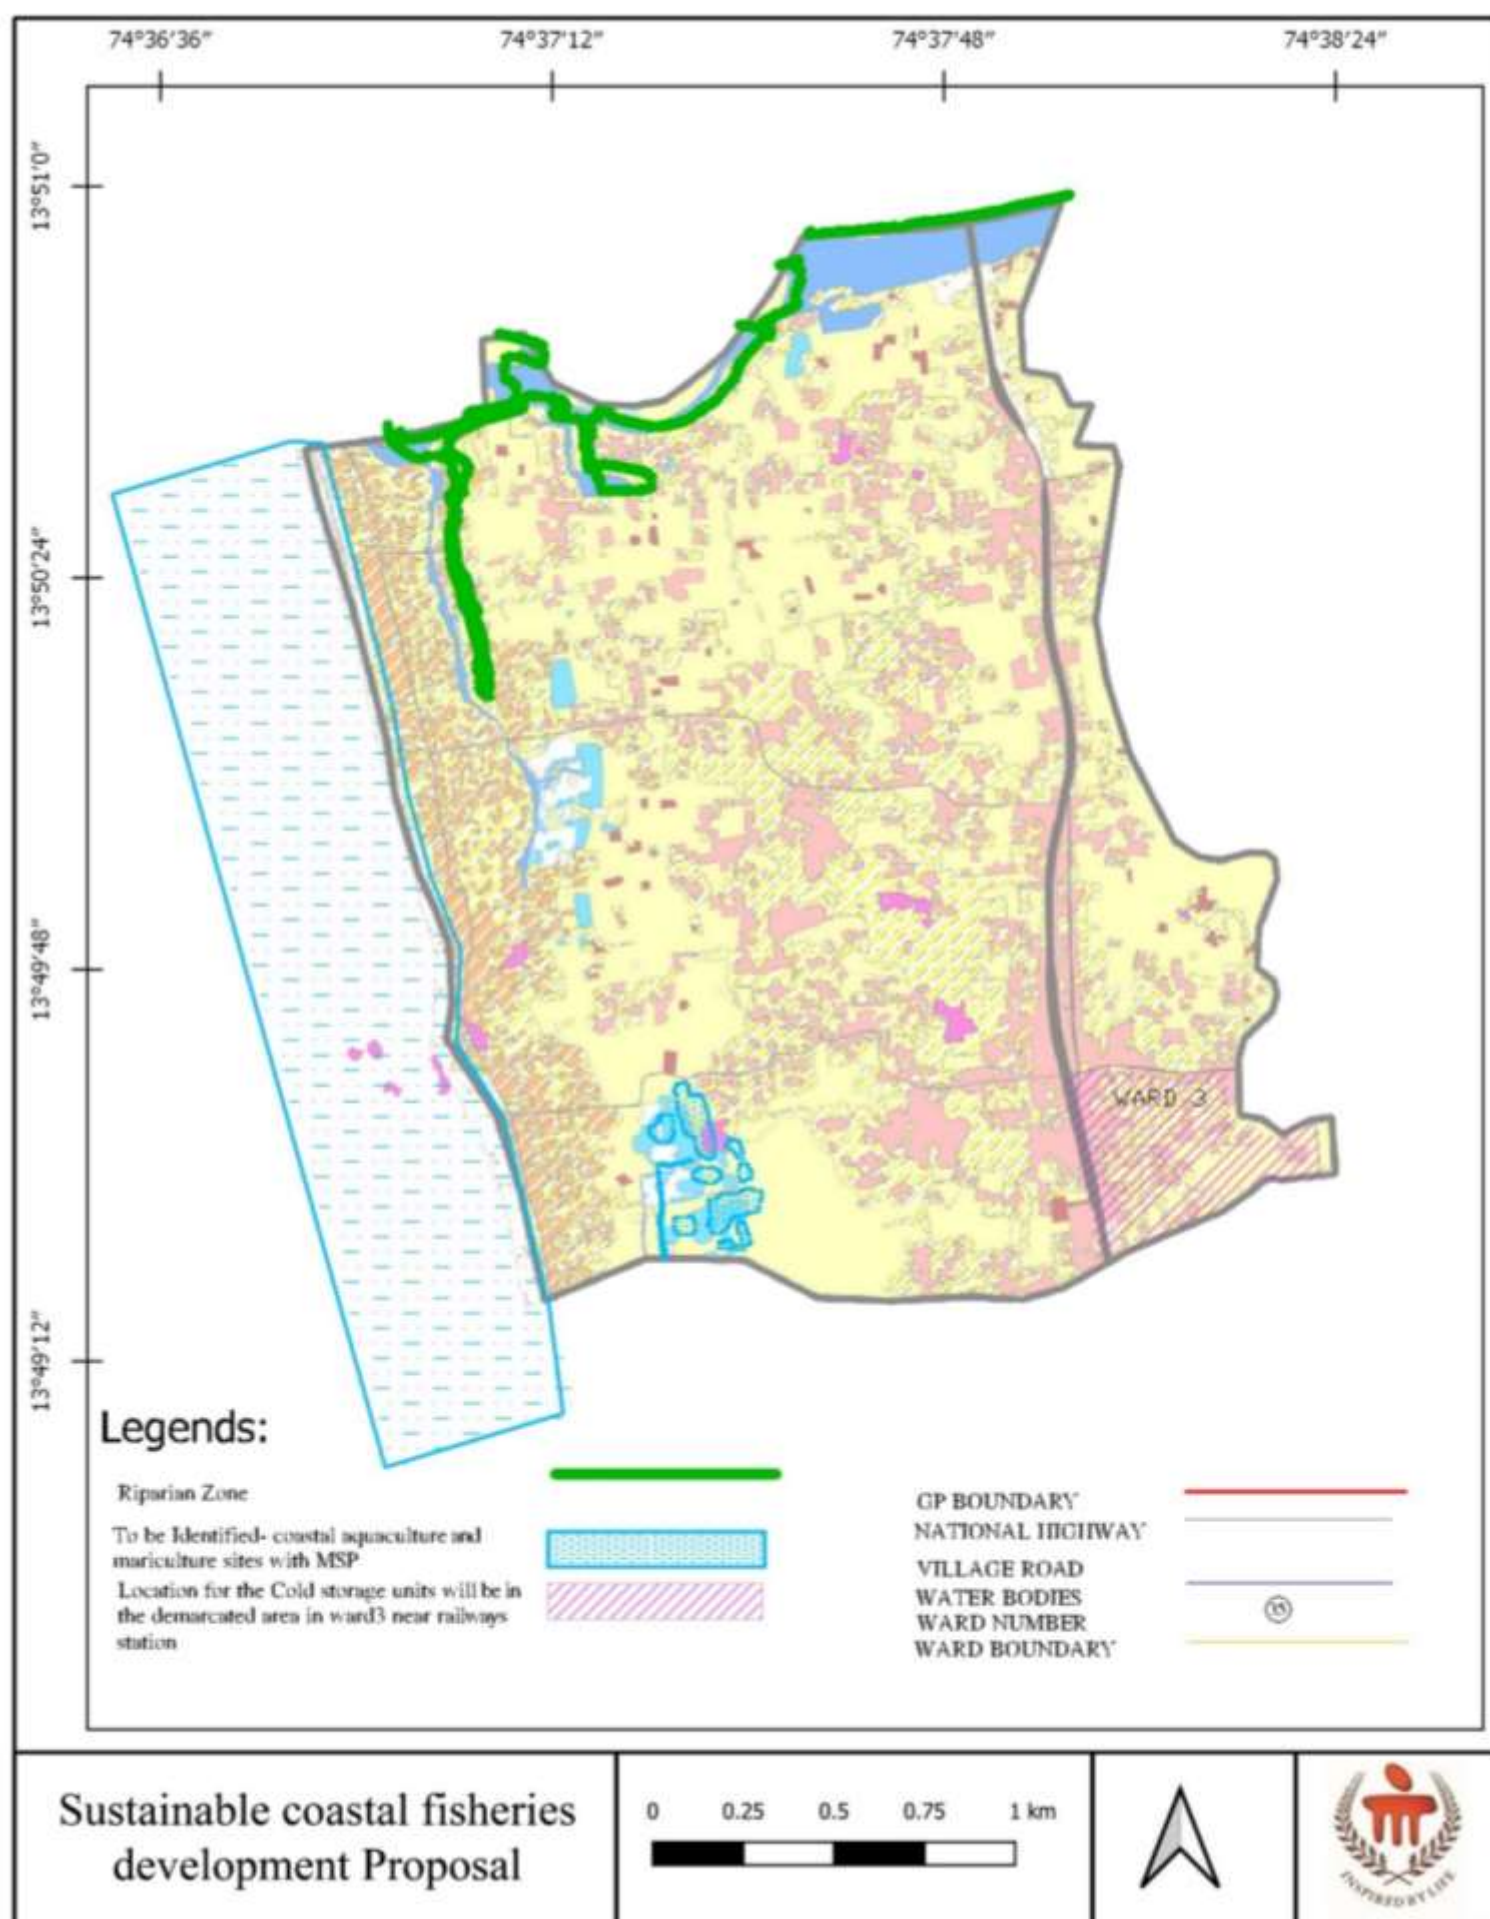 74°36'36"
74°37'12"
74°37'48"
74°38'24"
13°51'0"
13°50'24"
13°49'48"
13°49'12"
WARD 3
Legends:
Riparian Zone
To be Identified- coastal aquaculture and
mariculture sites with MSP
Location for the Cold storage units will be in
the demarcated area in ward3 near railways
station
GP BOUNDARY
NATIONAL HIGHWAY
VILLAGE ROAD
WATER BODIES
WARD NUMBER
35
WARD BOUNDARY
Sustainable coastal fisheries
development Proposal
0 0.25 0.5 0.75 1 km
INSPIRED BY LIFE